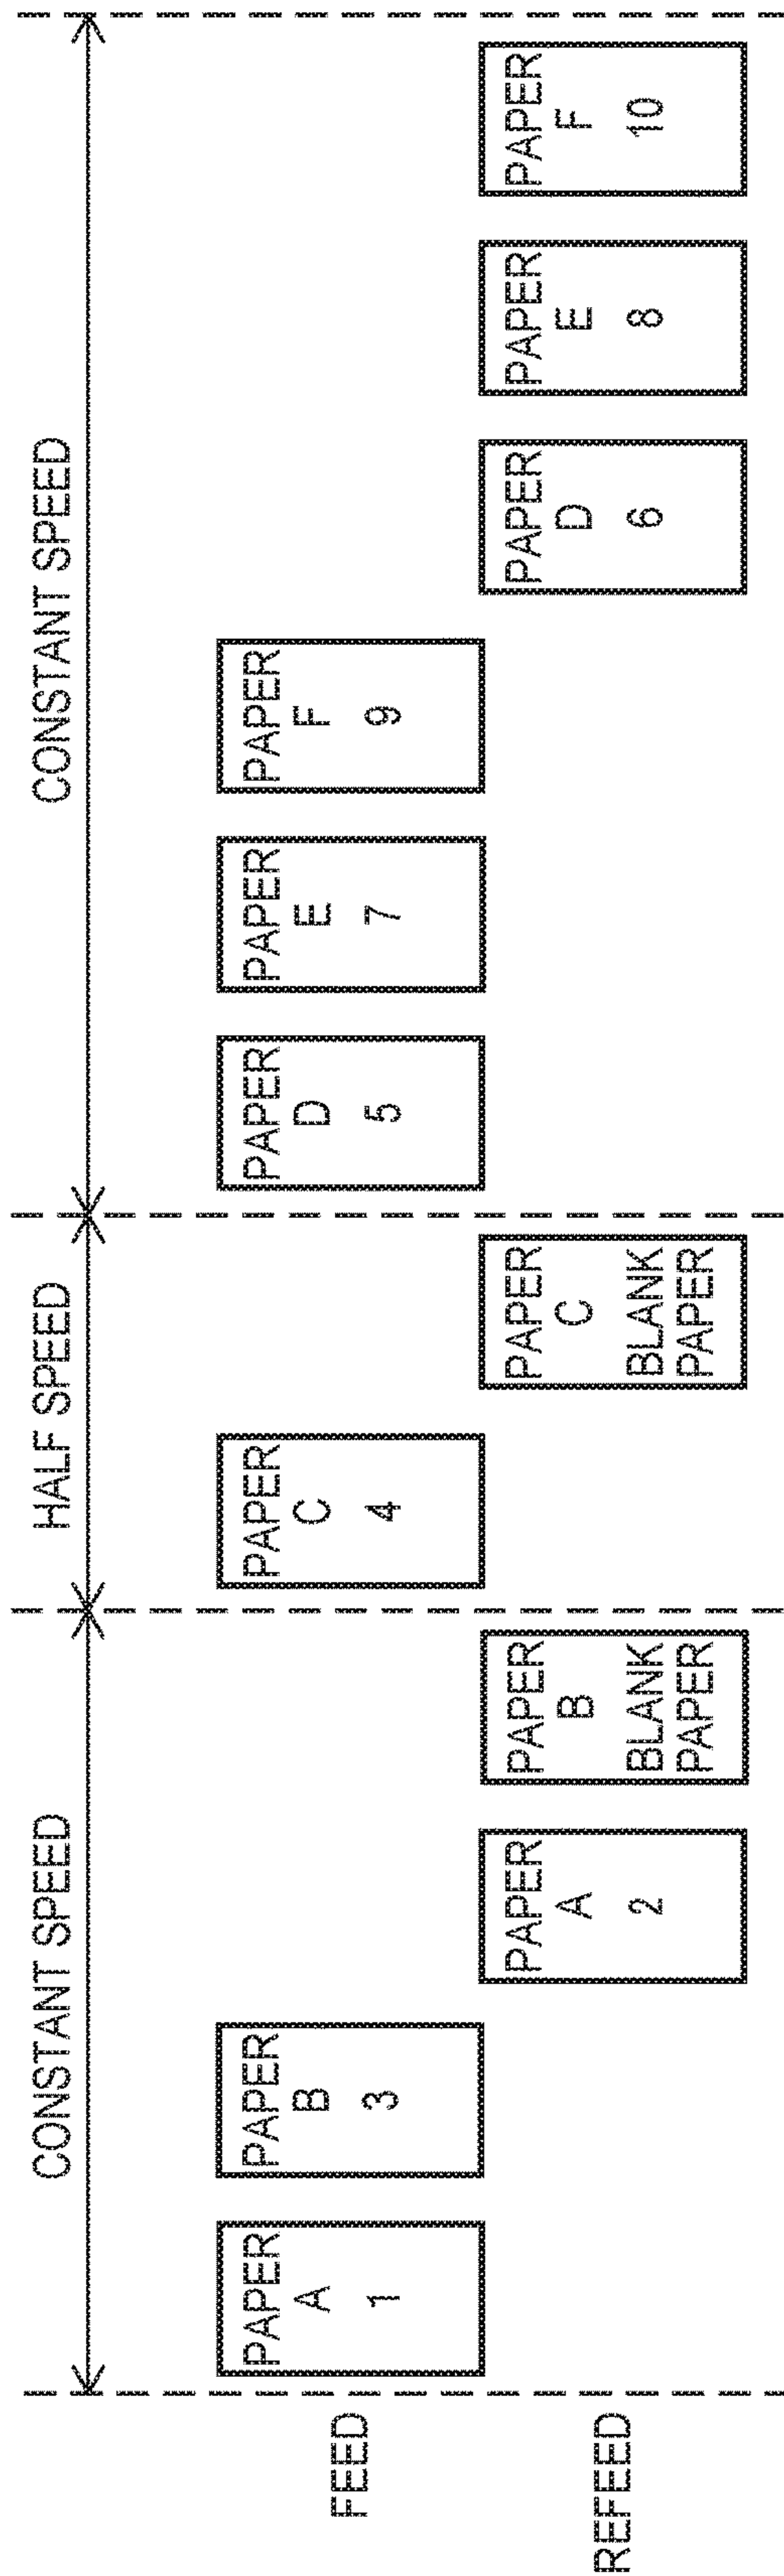 CONSTANT SPEED
HALF SPEED
CONSTANT SPEED
FEED
PAPER
A
1
PAPER
B
3
PAPER
C
4
PAPER
D
5
PAPER
E
7
PAPER
F
9
REFEED
PAPER
A
2
PAPER
B
BLANK
PAPER
PAPER
C
BLANK
PAPER
PAPER
D
6
PAPER
E
8
PAPER
F
10